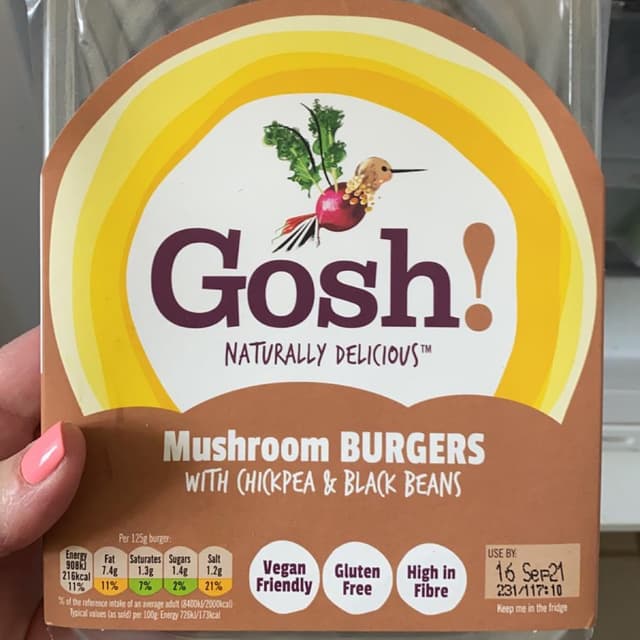 Gosh!
NATURALLY DELICIOUS™
Mushroom BURGERS
WITH CHICKPEA & BLACK BEANS
Per 125g burger:
Energy
908kJ
216kcal
11%
Fat
7.4g
11%
Saturates
1.3g
7%
Sugars
1.4g
2%
Salt
1.2g
21%
% of the reference intake of an average adult (8400kJ/2000kcal)
Typical values (as sold) per 100g: Energy 726kJ/173kcal
Vegan
Friendly
Gluten
Free
High in
Fibre
USE BY:
16 Sep21
231/117:10
Keep me in the fridge